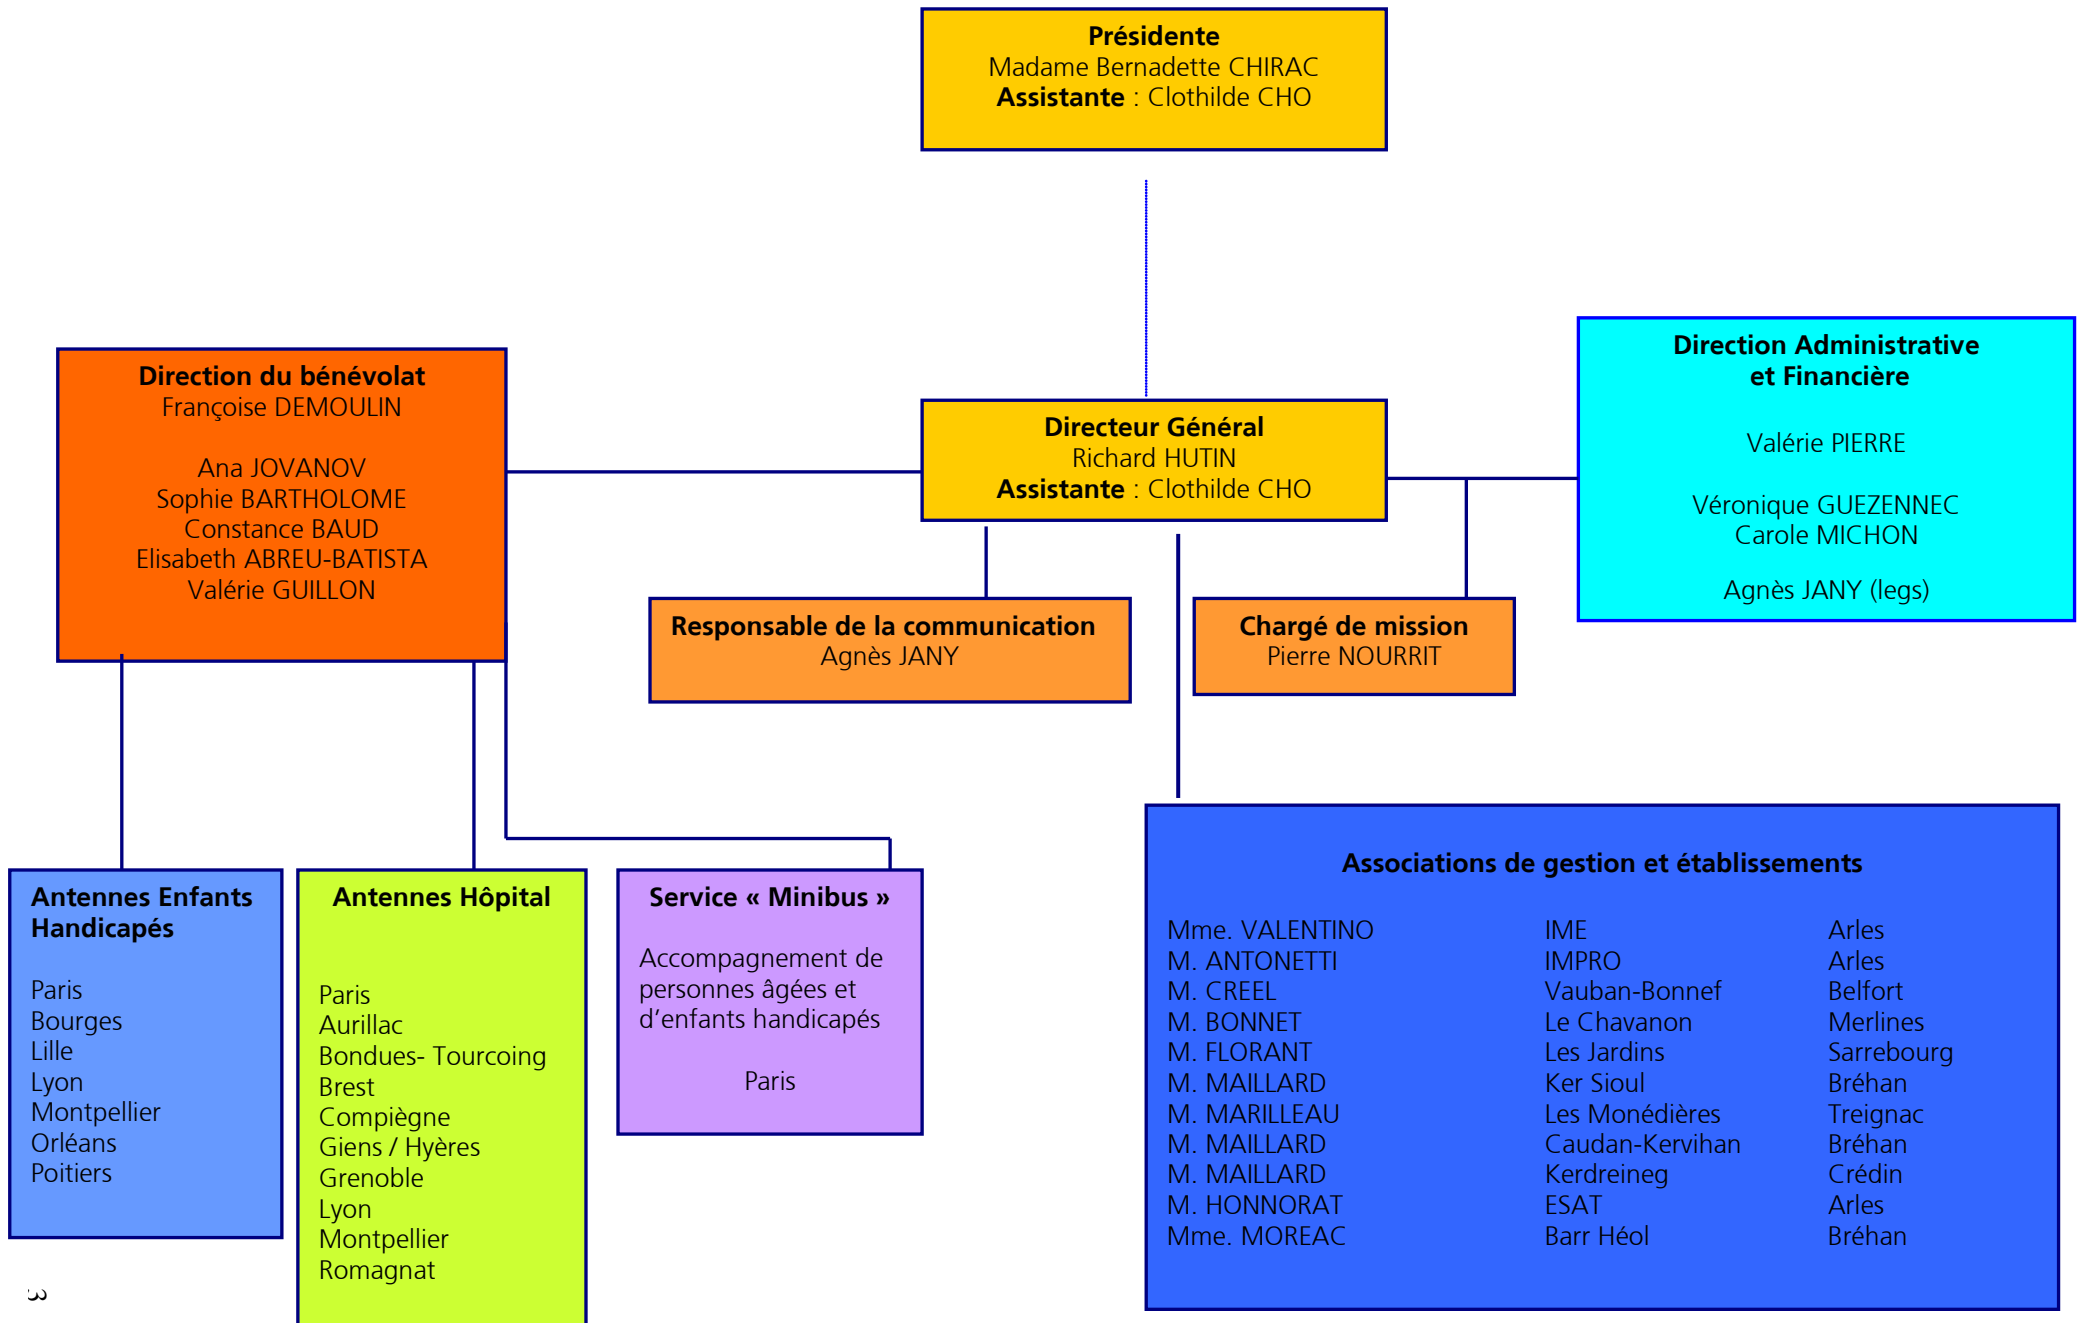 Présidente
Madame Bernadette CHIRAC
Assistante : Clothilde CHO
Direction du bénévolat
Françoise DEMOULIN
Ana JOVANOV
Sophie BARTHOLOME
Constance BAUD
Elisabeth ABREU-BATISTA
Valérie GUILLON
Directeur Général
Richard HUTIN
Assistante : Clothilde CHO
Direction Administrative
et Financière
Valérie PIERRE
Véronique GUEZENNEC
Carole MICHON
Agnès JANY (legs)
Responsable de la communication
Agnès JANY
Chargé de mission
Pierre NOURRIT
Antennes Enfants
Handicapés
Paris
Bourges
Lille
Lyon
Montpellier
Orléans
Poitiers
Antennes Hôpital
Paris
Aurillac
Bondues- Tourcoing
Brest
Compiègne
Giens / Hyères
Grenoble
Lyon
Montpellier
Romagnat
Service « Minibus »
Accompagnement de
personnes âgées et
d’enfants handicapés
Paris
Associations de gestion et établissements
Mme. VALENTINO IME Arles
M. ANTONETTI IMPRO Arles
M. CREEL Vauban-Bonnef Belfort
M. BONNET Le Chavanon Merlines
M. FLORANT Les Jardins Sarrebourg
M. MAILLARD Ker Sioul Bréhan
M. MARILLEAU Les Monédières Treignac
M. MAILLARD Caudan-Kervihan Bréhan
M. MAILLARD Kerdreineg Crédin
M. HONNORAT ESAT Arles
Mme. MOREAC Barr Héol Bréhan
3